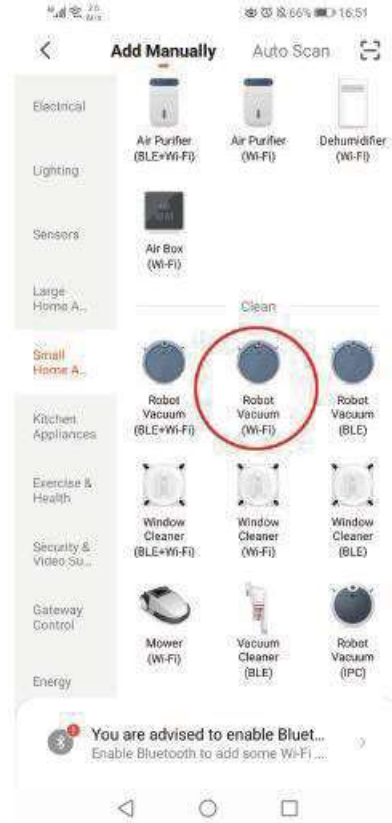 66% 16:51
Add Manually Auto Scan
Electrical
Lighting
Sensors
Large
Home A...
Small
Home A...
Kitchen
Appliances
Exercise &
Health
Security &
Video Su...
Gateway
Control
Energy
Air Purifier
(BLE+Wi-Fi)
Air Purifier
(Wi-Fi)
Dehumidifier
(Wi-Fi)
Air Box
(Wi-Fi)
Clean
Robot
Vacuum
(BLE+Wi-Fi)
Robot
Vacuum
(Wi-Fi)
Robot
Vacuum
(BLE)
Window
Cleaner
(BLE+Wi-Fi)
Window
Cleaner
(Wi-Fi)
Window
Cleaner
(BLE)
Mower
(Wi-Fi)
Vacuum
Cleaner
(BLE)
Robot
Vacuum
(IPC)
You are advised to enable Bluet...
Enable Bluetooth to add some Wi-Fi ...